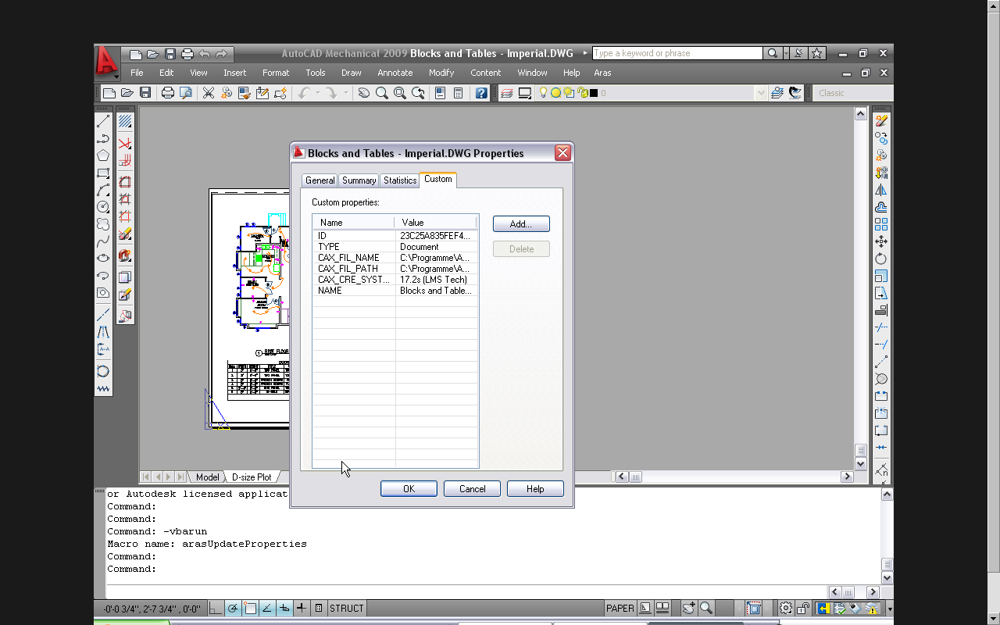 AutoCAD Mechanical 2009 Blocks and Tables - Imperial.DWG
Type a keyword or phrase
File Edit View Insert Format Tools Draw Annotate Modify Content Window Help Aras
0
Classic
Blocks and Tables - Imperial.DWG Properties
General Summary Statistics Custom
Custom properties:
Name Value
ID 23C25A835FEF4...
TYPE Document
CAX_FIL_NAME C:\Programme\A...
CAX_FIL_PATH C:\Programme\A...
CAX_CRE_SYST... 17.2s (LMS Tech)
NAME Blocks and Table...
Add...
Delete
OK Cancel Help
Model D-size Plot
or Autodesk licensed applicat
Command:
Command:
Command: -vbarun
Macro name: arasUpdateProperties
Command:
Command:
-0'-0 3/4", 2'-7 3/4" , 0'-0"
STRUCT
PAPER